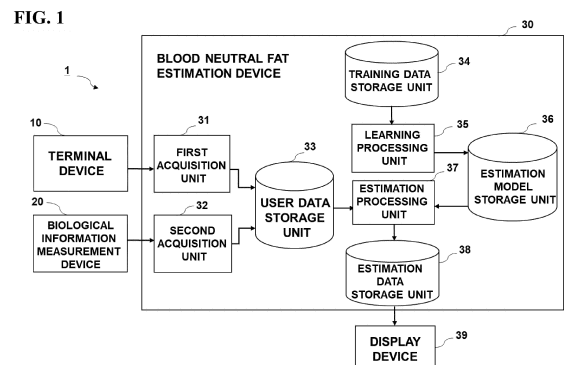 FIG. 1
30
BLOOD NEUTRAL FAT
ESTIMATION DEVICE
1
34
TRAINING DATA
STORAGE UNIT
10
TERMINAL
DEVICE
31
FIRST
ACQUISITION
UNIT
33
USER DATA
STORAGE
UNIT
35
LEARNING
PROCESSING
UNIT
36
ESTIMATION
MODEL
STORAGE UNIT
37
ESTIMATION
PROCESSING
UNIT
20
BIOLOGICAL
INFORMATION
MEASUREMENT
DEVICE
32
SECOND
ACQUISITION
UNIT
38
ESTIMATION
DATA
STORAGE UNIT
39
DISPLAY
DEVICE